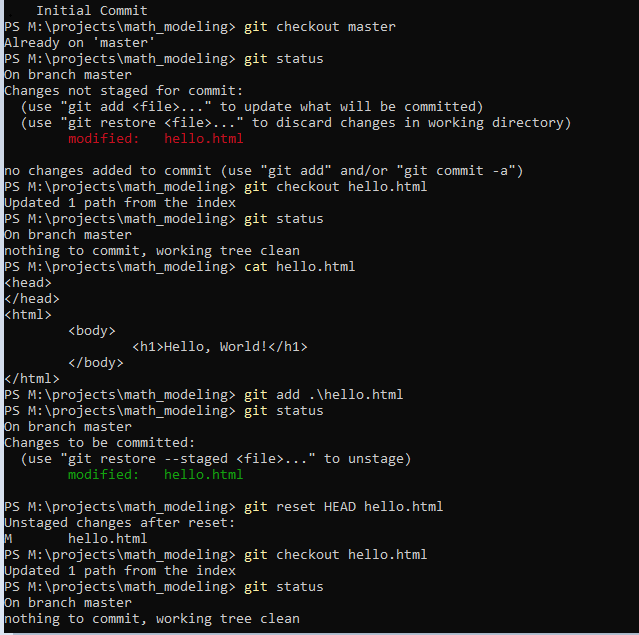 Initial Commit
PS M:\projects\math_modeling> git checkout master
Already on 'master'
PS M:\projects\math_modeling> git status
On branch master
Changes not staged for commit:
  (use "git add <file>..." to update what will be committed)
  (use "git restore <file>..." to discard changes in working directory)
        modified:   hello.html

no changes added to commit (use "git add" and/or "git commit -a")
PS M:\projects\math_modeling> git checkout hello.html
Updated 1 path from the index
PS M:\projects\math_modeling> git status
On branch master
nothing to commit, working tree clean
PS M:\projects\math_modeling> cat hello.html
<head>
</head>
<html>
        <body>
                <h1>Hello, World!</h1>
        </body>
</html>
PS M:\projects\math_modeling> git add .\hello.html
PS M:\projects\math_modeling> git status
On branch master
Changes to be committed:
  (use "git restore --staged <file>..." to unstage)
        modified:   hello.html

PS M:\projects\math_modeling> git reset HEAD hello.html
Unstaged changes after reset:
M       hello.html
PS M:\projects\math_modeling> git checkout hello.html
Updated 1 path from the index
PS M:\projects\math_modeling> git status
On branch master
nothing to commit, working tree clean